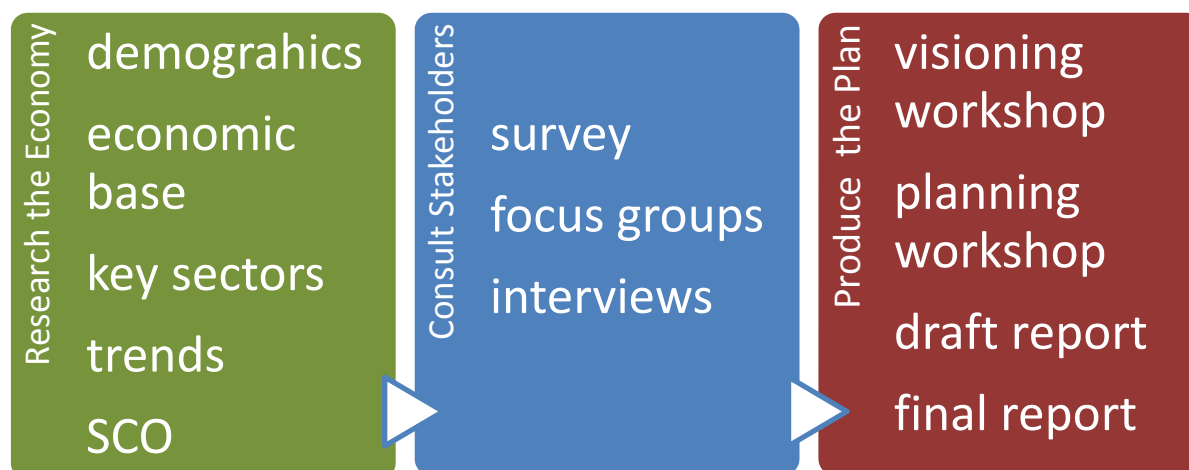 Research the Economy
demograhics
economic
base
key sectors
trends
SCO
Consult Stakeholders
survey
focus groups
interviews
Produce the Plan
visioning
workshop
planning
workshop
draft report
final report